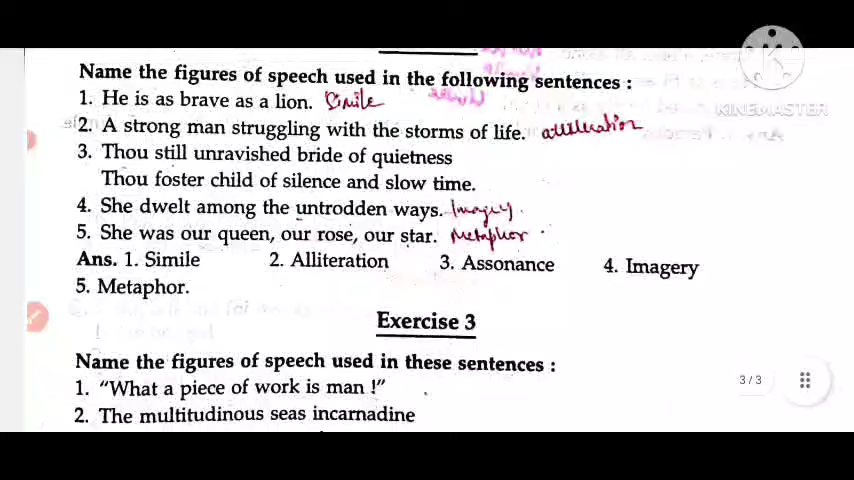 Name the figures of speech used in the following sentences :
1. He is as brave as a lion. Simile
2. A strong man struggling with the storms of life. alliteration
3. Thou still unravished bride of quietness
Thou foster child of silence and slow time.
4. She dwelt among the untrodden ways. Imagery.
5. She was our queen, our rose, our star. Metaphor
Ans. 1. Simile 2. Alliteration 3. Assonance 4. Imagery
5. Metaphor.
Exercise 3
Name the figures of speech used in these sentences :
1. “What a piece of work is man !”
2. The multitudinous seas incarnadine
3/3
KINEMASTER